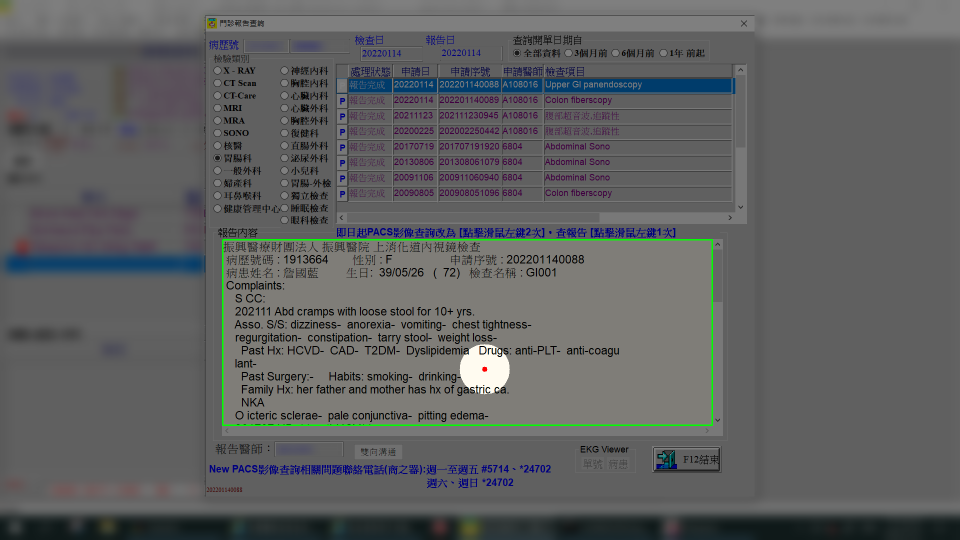 門診報告查詢
病歷號
檢查日
報告日
查詢開單日期自
20220114
20220114
全部資料 3個月前 6個月前 1年 前起
檢驗類別
X - RAY
神經內科
CT Scan
胸腔內科
CT-Care
心臟內科
MRI
心臟外科
MRA
胸腔外科
SONO
復健科
核醫
直腸外科
胃腸科
泌尿外科
一般外科
小兒科
婦產科
胃腸-外檢
耳鼻喉科
獨立檢查
健康管理中心
睡眠檢查
眼科檢查
處理狀態 申請日 申請序號 申請醫師 檢查項目
報告完成 20220114 202201140088 A108016 Upper GI panendoscopy
P 報告完成 20220114 202201140089 A108016 Colon fiberscopy
P 報告完成 20211123 202111230945 A108016 腹部超音波,追蹤性
P 報告完成 20200225 202002250442 A108016 腹部超音波,追蹤性
P 報告完成 20170719 201707191920 6804 Abdominal Sono
P 報告完成 20130806 201308061079 6804 Abdominal Sono
P 報告完成 20091106 200911060940 6804 Abdominal Sono
P 報告完成 20090805 200908051096 6804 Colon fiberscopy
報告內容
即日起PACS影像查詢改為 [點擊滑鼠左鍵2次]，查報告 [點擊滑鼠左鍵1次]
振興醫療財團法人 振興醫院 上消化道內視鏡檢查
病歷號碼 : 1913664 性別 : F 申請序號 : 202201140088
病患姓名 : 詹國藍 生日: 39/05/26 ( 72) 檢查名稱 : GI001
Complaints:
S CC:
202111 Abd cramps with loose stool for 10+ yrs.
Asso. S/S: dizziness- anorexia- vomiting- chest tightness-
regurgitation- constipation- tarry stool- weight loss-
Past Hx: HCVD- CAD- T2DM- Dyslipidemia Drugs: anti-PLT- anti-coagu
lant-
Past Surgery:- Habits: smoking- drinking-
Family Hx: her father and mother has hx of gastric ca.
NKA
O icteric sclerae- pale conjunctiva- pitting edema-
報告醫師：
雙向溝通
EKG Viewer
單號 病患
F12結束
New PACS影像查詢相關問題聯絡電話(商之器):週一至週五 #5714、*24702
週六、週日 *24702
202201140088